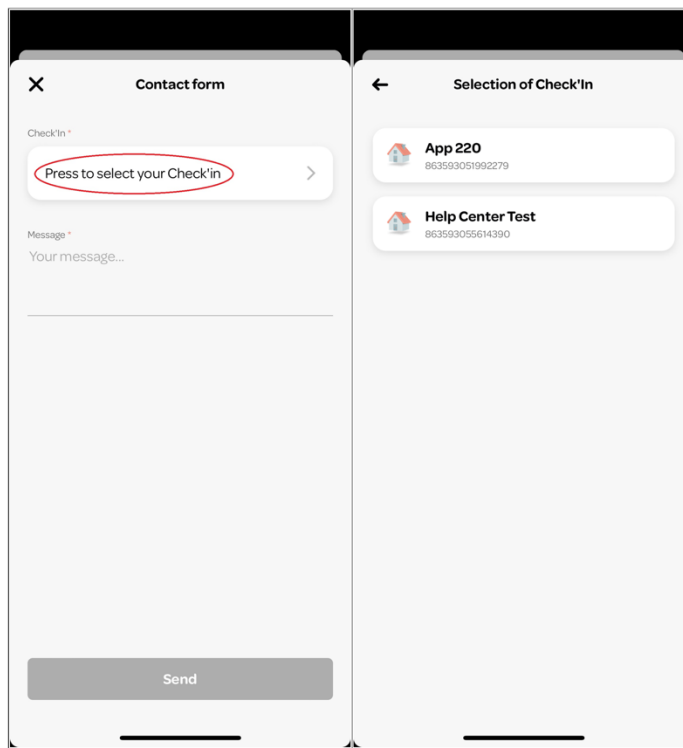 Contact form
Check'In *
Press to select your Check'in
Message *
Your message...
Send
Selection of Check'In
App 220
863593051992279
Help Center Test
863593055614390